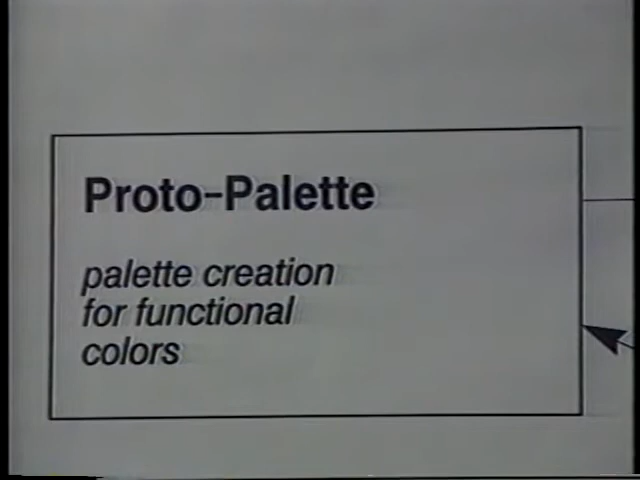 Proto-Palette
palette creation
for functional
colors